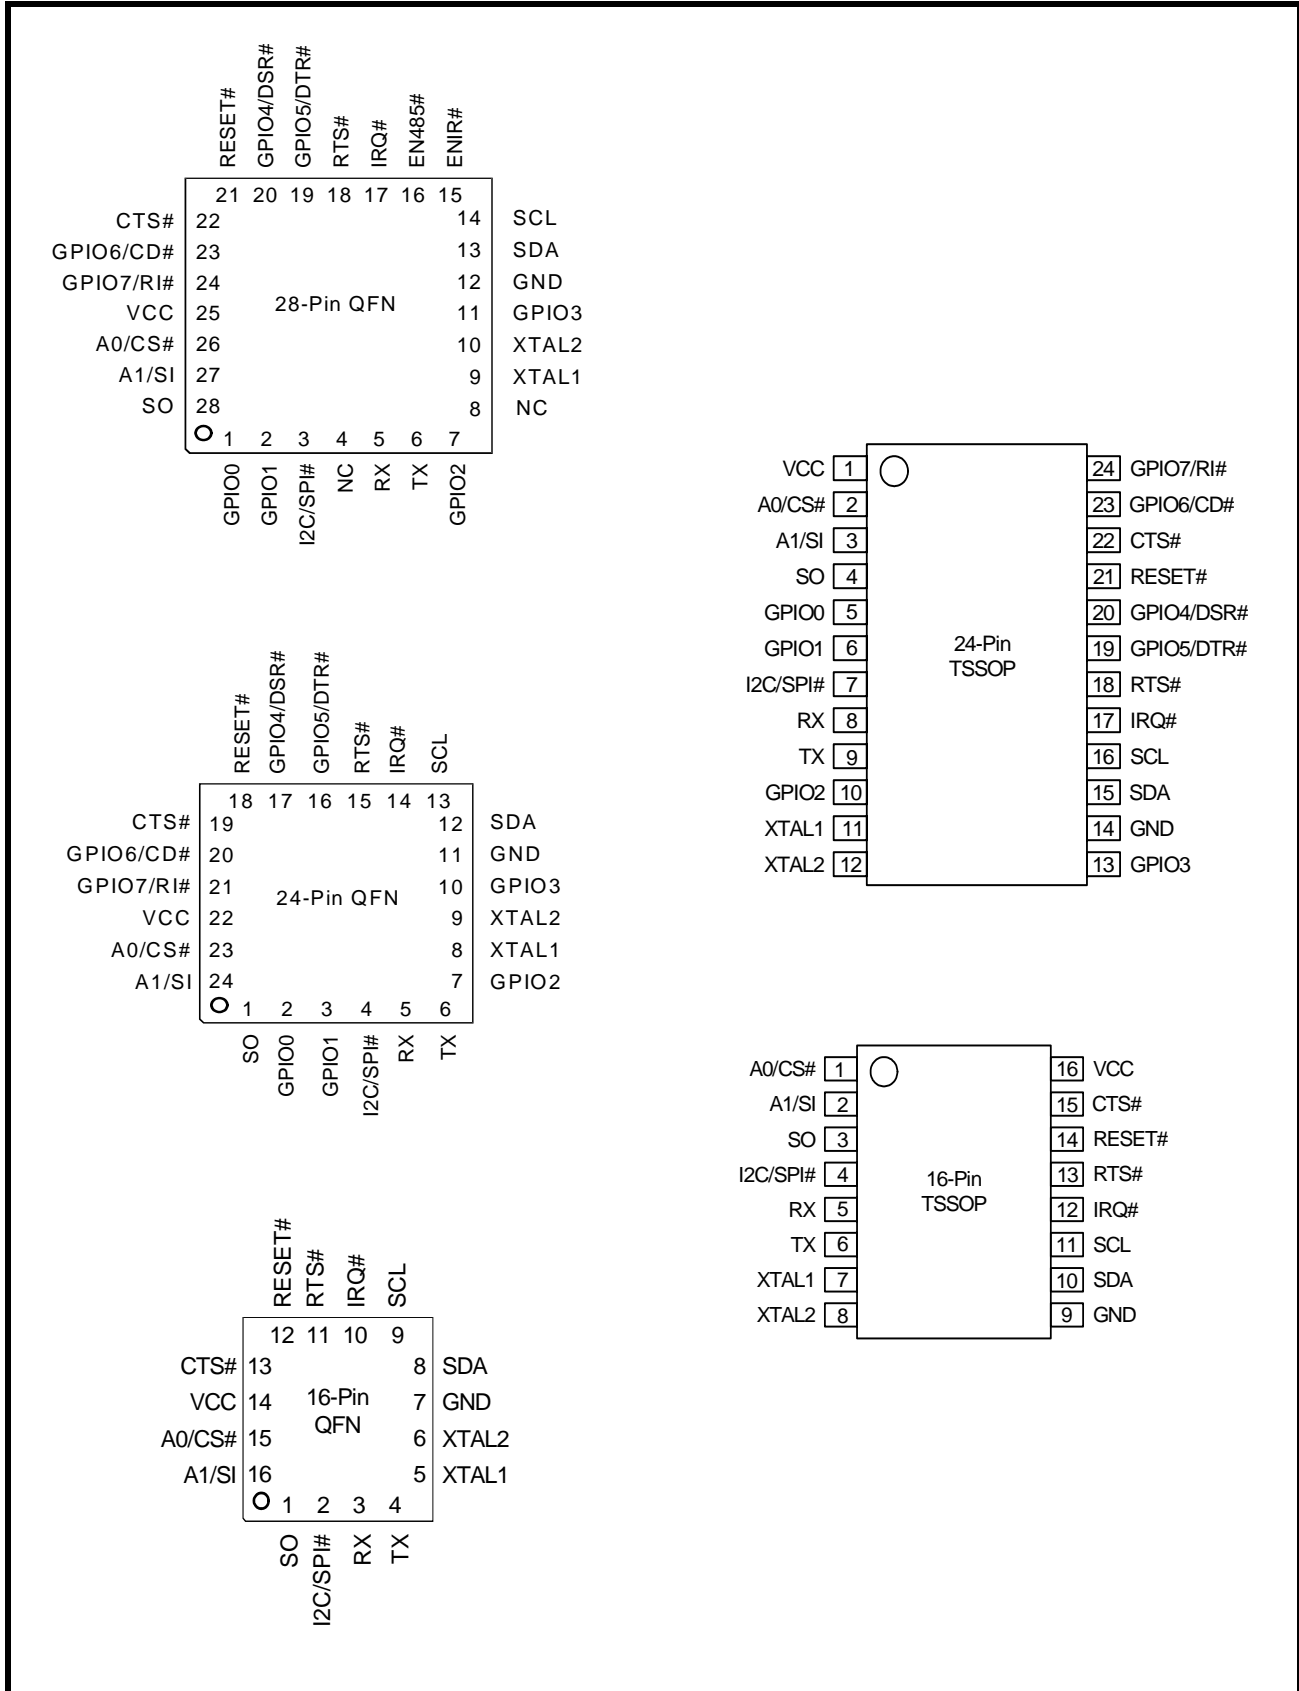 RESET#
GPIO4/DSR#
GPIO5/DTR#
RTS#
IRQ#
EN485#
ENIR#
21 20 19 18 17 16 15
CTS# 22 14 SCL
GPIO6/CD# 23 13 SDA
GPIO7/RI# 24 12 GND
28-Pin QFN
VCC 25 11 GPIO3
A0/CS# 26 10 XTAL2
A1/SI 27 9 XTAL1
SO 28 8 NC
1 2 3 4 5 6 7
GPIO0
GPIO1
I2C/SPI#
NC
RX
TX
GPIO2
RESET#
GPIO4/DSR#
GPIO5/DTR#
RTS#
IRQ#
SCL
18 17 16 15 14 13
CTS# 19 12 SDA
GPIO6/CD# 20 11 GND
GPIO7/RI# 21 10 GPIO3
24-Pin QFN
VCC 22 9 XTAL2
A0/CS# 23 8 XTAL1
A1/SI 24 7 GPIO2
1 2 3 4 5 6
SO
GPIO0
GPIO1
I2C/SPI#
RX
TX
RESET#
RTS#
IRQ#
SCL
12 11 10 9
CTS# 13 8 SDA
VCC 14 7 GND
16-Pin
QFN
A0/CS# 15 6 XTAL2
A1/SI 16 5 XTAL1
1 2 3 4
SO
I2C/SPI#
RX
TX
VCC 1 24 GPIO7/RI#
A0/CS# 2 23 GPIO6/CD#
A1/SI 3 22 CTS#
SO 4 21 RESET#
GPIO0 5 20 GPIO4/DSR#
GPIO1 6 19 GPIO5/DTR#
24-Pin
TSSOP
I2C/SPI# 7 18 RTS#
RX 8 17 IRQ#
TX 9 16 SCL
GPIO2 10 15 SDA
XTAL1 11 14 GND
XTAL2 12 13 GPIO3
A0/CS# 1 16 VCC
A1/SI 2 15 CTS#
SO 3 14 RESET#
I2C/SPI# 4 13 RTS#
16-Pin
TSSOP
RX 5 12 IRQ#
TX 6 11 SCL
XTAL1 7 10 SDA
XTAL2 8 9 GND